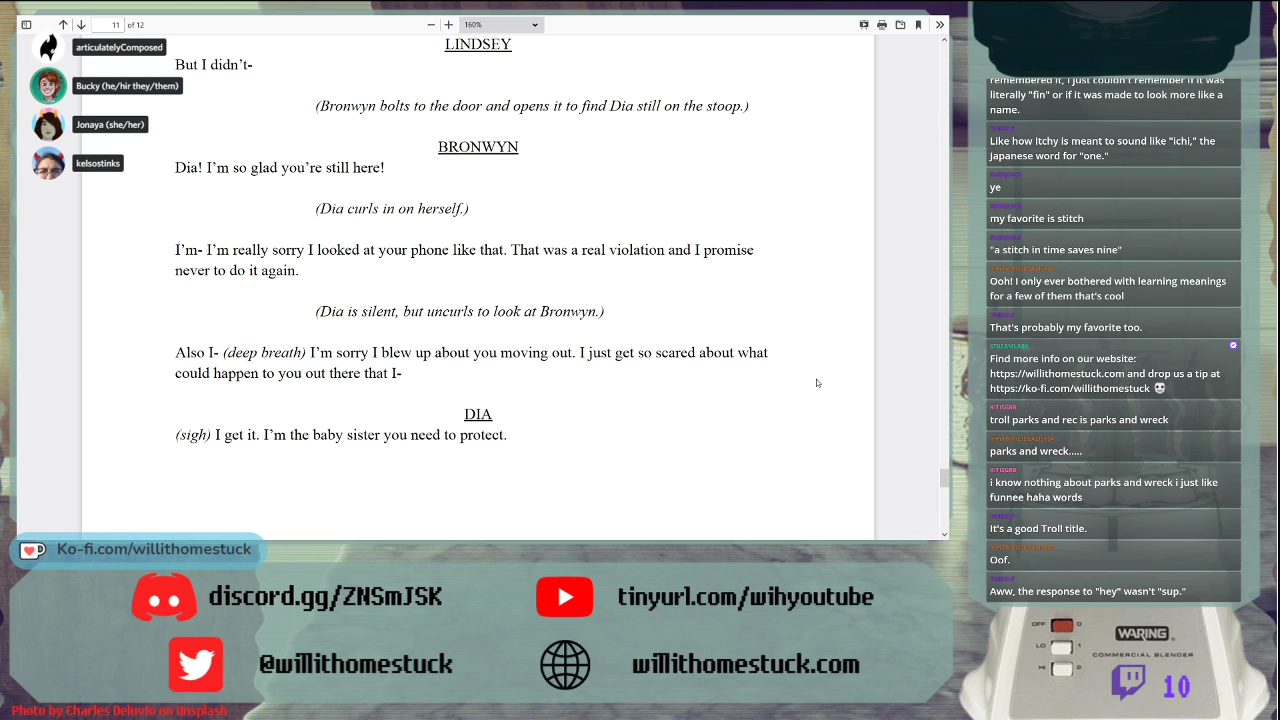 11 of 12
160%
articulatelyComposed
Bucky (he/hir they/them)
Jonaya (she/her)
kelsostinks
LINDSEY
But I didn't-
(Bronwyn bolts to the door and opens it to find Dia still on the stoop.)
BRONWYN
Dia! I'm so glad you're still here!
(Dia curls in on herself.)
I'm- I'm really sorry I looked at your phone like that. That was a real violation and I promise
never to do it again.
(Dia is silent, but uncurls to look at Bronwyn.)
Also I- (deep breath) I'm sorry I blew up about you moving out. I just get so scared about what
could happen to you out there that I-
DIA
(sigh) I get it. I'm the baby sister you need to protect.
remembered it, I just couldn't remember if it was
literally "fin" or if it was made to look more like a
name.
Like how Itchy is meant to sound like "ichi," the
Japanese word for "one."
ye
my favorite is stitch
"a stitch in time saves nine"
Ooh! I only ever bothered with learning meanings
for a few of them that's cool
That's probably my favorite too.
STREAMLABS
Find more info on our website:
https://willithomestuck.com and drop us a tip at
https://ko-fi.com/willithomestuck
troll parks and rec is parks and wreck
parks and wreck.....
i know nothing about parks and wreck i just like
funnee haha words
It's a good Troll title.
Oof.
Aww, the response to "hey" wasn't "sup."
Ko-fi.com/willithomestuck
discord.gg/ZNSmJSK
tinyurl.com/wihyoutube
@willithomestuck
willithomestuck.com
Photo by Charles Deluvio on Unsplash
OFF 0
LO 1
HI 2
WARING
COMMERCIAL BLENDER
10